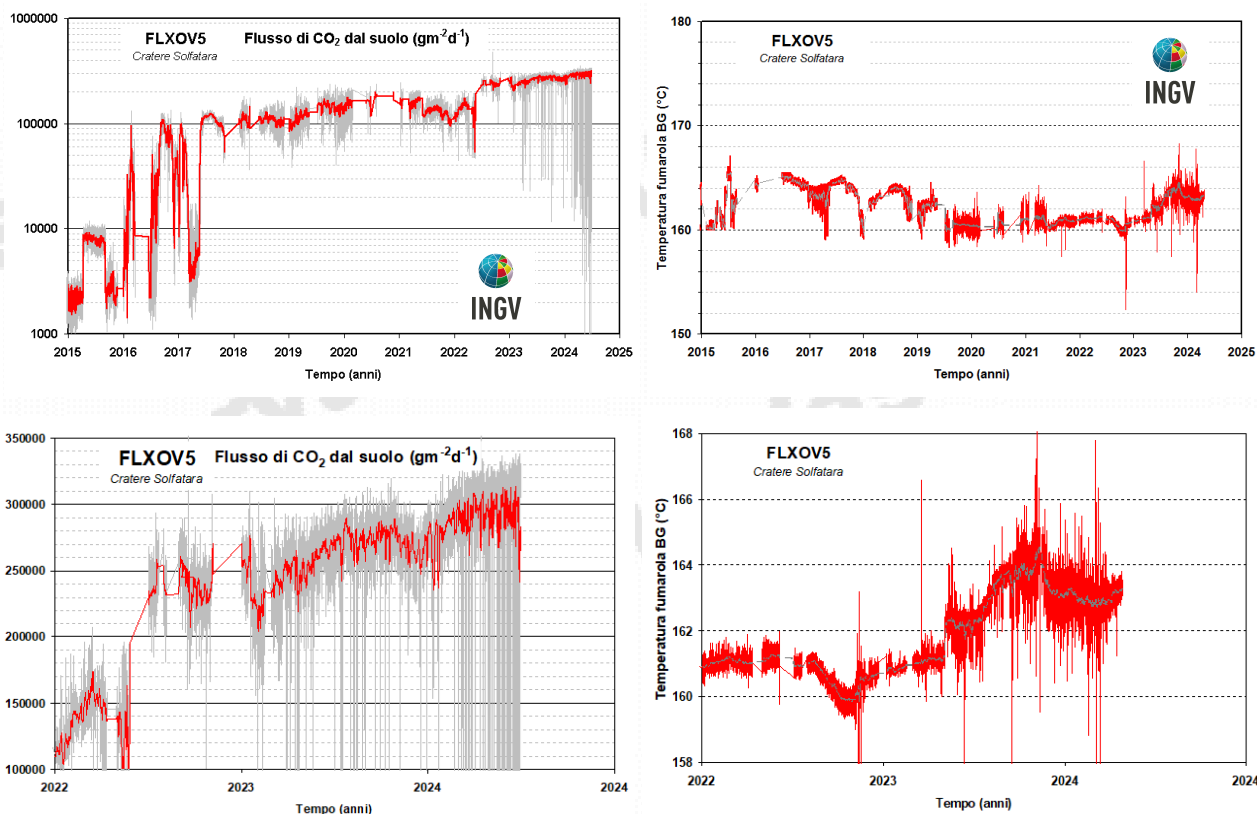 FLXOV5 Flusso di CO2 dal suolo (gm-2d-1)
Cratere Solfatara
1000000
100000
10000
1000
INGV
2015 2016 2017 2018 2019 2020 2021 2022 2023 2024 2025
Tempo (anni)
FLXOV5
Cratere Solfatara
INGV
Temperatura fumarola BG (°C)
180
170
160
150
2015 2016 2017 2018 2019 2020 2021 2022 2023 2024 2025
Tempo (anni)
FLXOV5 Flusso di CO2 dal suolo (gm-2d-1)
Cratere Solfatara
350000
300000
250000
200000
150000
100000
2022 2023 2024 2024
Tempo (anni)
FLXOV5
Cratere Solfatara
Temperatura fumarola BG (°C)
168
166
164
162
160
158
2022 2023 2024 2024
Tempo (anni)